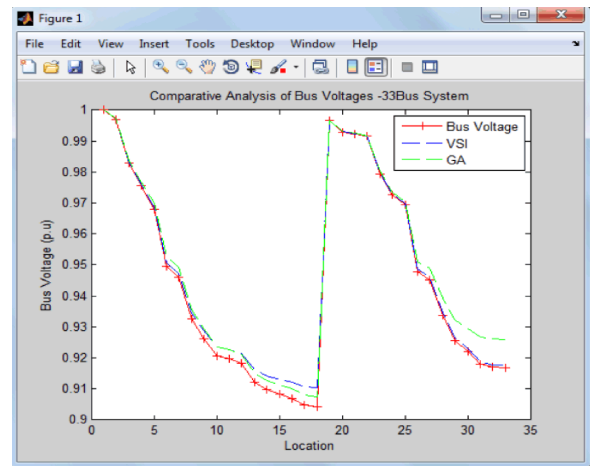 Figure 1
File Edit View Insert Tools Desktop Window Help
Comparative Analysis of Bus Voltages -33Bus System
Bus Voltage
VSI
GA
1
0.99
0.98
0.97
0.96
0.95
0.94
0.93
0.92
0.91
0.9
Bus Voltage (p.u)
0 5 10 15 20 25 30 35
Location